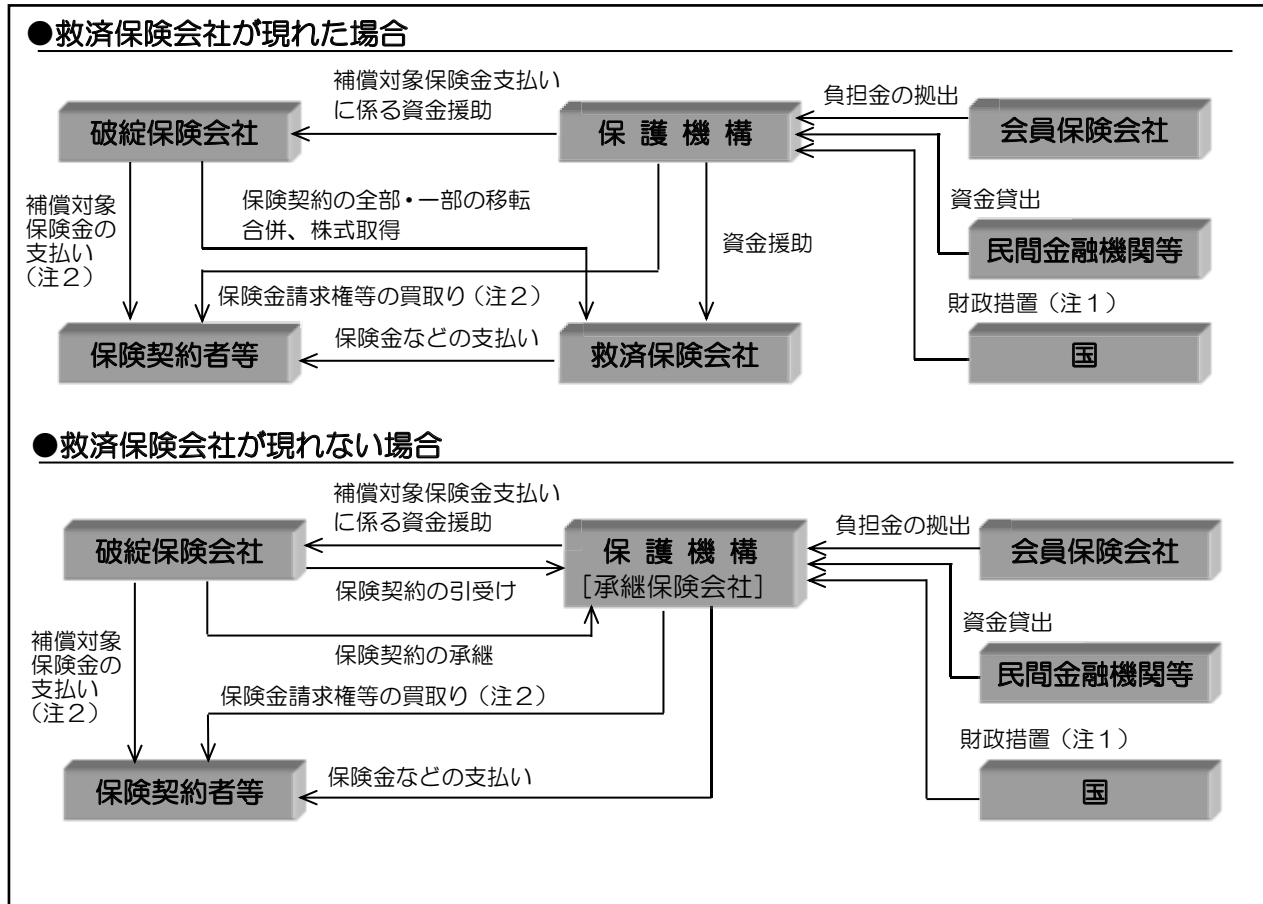 ●救済保険会社が現れた場合
補償対象保険金支払い
に係る資金援助
負担金の拠出
破綻保険会社
保 護 機 構
会員保険会社
補償対象
保険金の
支払い
(注2)
保険契約の全部・一部の移転
合併、株式取得
資金援助
資金貸出
民間金融機関等
保険金請求権等の買取り(注2)
財政措置(注1)
保険金などの支払い
保険契約者等
救済保険会社
国
●救済保険会社が現れない場合
補償対象保険金支払い
に係る資金援助
負担金の拠出
破綻保険会社
保 護 機 構
[承継保険会社]
会員保険会社
保険契約の引受け
資金貸出
補償対象
保険金の
支払い
(注2)
保険契約の承継
民間金融機関等
保険金請求権等の買取り(注2)
財政措置(注1)
保険金などの支払い
保険契約者等
国